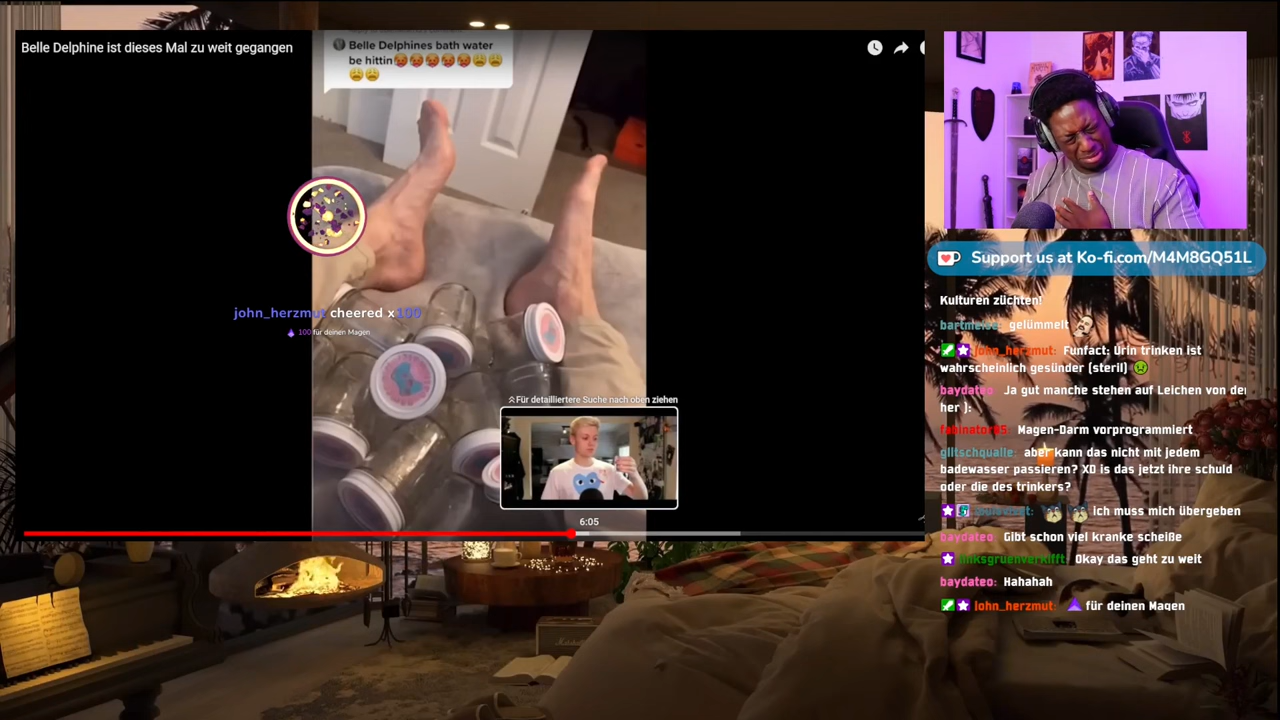 Belle Delphine ist dieses Mal zu weit gegangen
Belle Delphines bath water
be hittin🥵🥵🥵🥵🥵😩😩
😩😩
john_herzmut cheered x100
100 für deinen Magen
Für detailliertere Suche nach oben ziehen
6:05
Support us at Ko-fi.com/M4M8GQ51L
Kulturen züchten!
bartmeise: gelümmelt
john_herzmut: Funfact: Urin trinken ist
wahrscheinlich gesünder (steril) 🤢
baydateo: Ja gut manche stehen auf Leichen von der
her ):
Magen-Darm vorprogrammiert
glitschqualle: aber kann das nicht mit jedem
badewasser passieren? XD is das jetzt ihre schuld
oder die des trinkers?
ich muss mich übergeben
baydateo: Gibt schon viel kranke scheiße
linksgruenversifft: Okay das geht zu weit
baydateo: Hahahah
john_herzmut: für deinen Magen